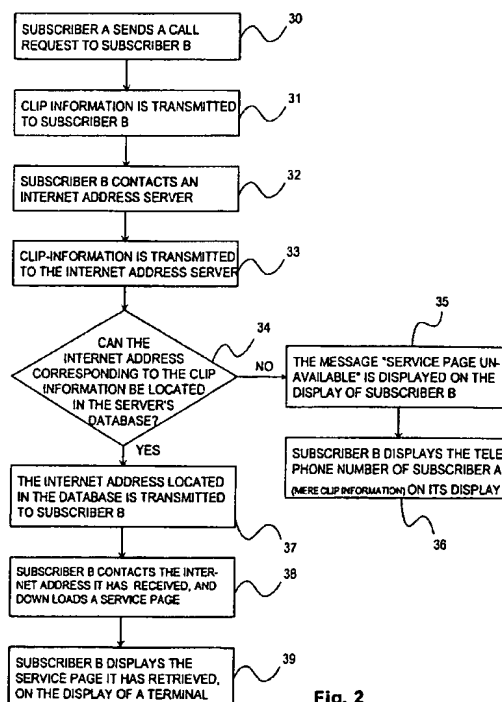 SUBSCRIBER A SENDS A CALL
REQUEST TO SUBSCRIBER B
30
CLIP INFORMATION IS TRANSMITTED
TO SUBSCRIBER B
31
SUBSCRIBER B CONTACTS AN
INTERNET ADDRESS SERVER
32
CLIP-INFORMATION IS TRANSMITTED
TO THE INTERNET ADDRESS SERVER
33
CAN THE
INTERNET ADDRESS
CORRESPONDING TO THE CLIP
INFORMATION BE LOCATED
IN THE SERVER'S
DATABASE?
34
NO
YES
35
THE MESSAGE "SERVICE PAGE UN-
AVAILABLE" IS DISPLAYED ON THE
DISPLAY OF SUBSCRIBER B
SUBSCRIBER B DISPLAYS THE TELE
PHONE NUMBER OF SUBSCRIBER A
(MERE CLIP INFORMATION) ON ITS DISPLAY
36
THE INTERNET ADDRESS LOCATED
IN THE DATABASE IS TRANSMITTED
TO SUBSCRIBER B
37
SUBSCRIBER B CONTACTS THE INTER-
NET ADDRESS IT HAS RECEIVED, AND
DOWN LOADS A SERVICE PAGE
38
SUBSCRIBER B DISPLAYS THE
SERVICE PAGE IT HAS RETRIEVED,
ON THE DISPLAY OF A TERMINAL
39
Fig. 2